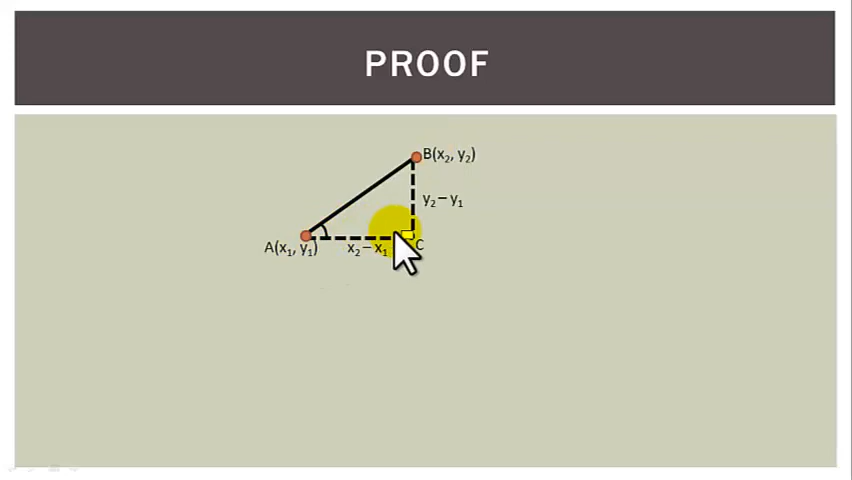 PROOF
B(x₂, y₂)
y₂ – y₁
A(x₁, y₁)
x₂ – x₁
C